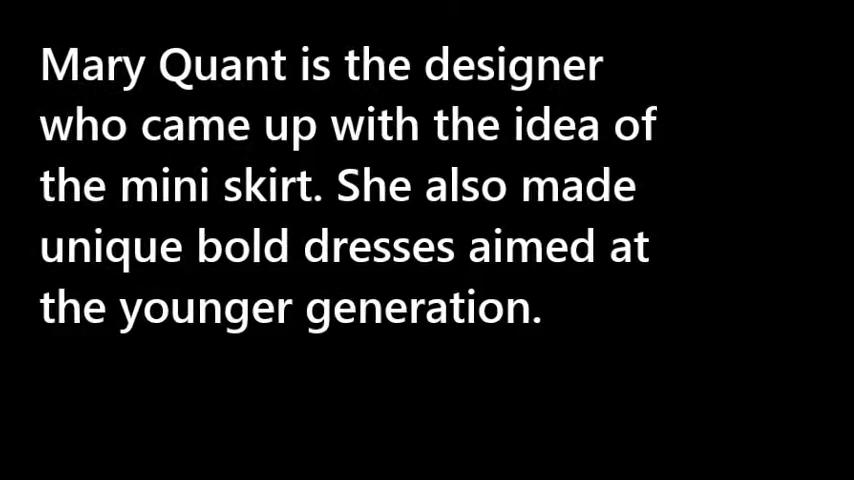 Mary Quant is the designer
who came up with the idea of
the mini skirt. She also made
unique bold dresses aimed at
the younger generation.